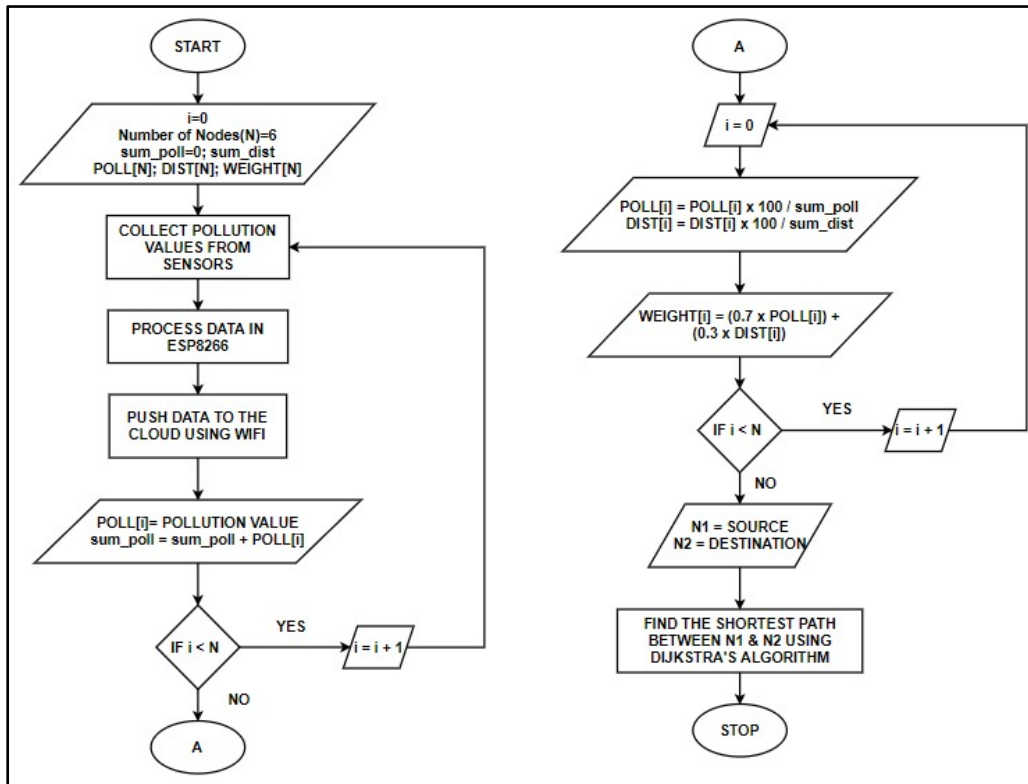 START
i=0
Number of Nodes(N)=6
sum_poll=0; sum_dist
POLL[N]; DIST[N]; WEIGHT[N]
COLLECT POLLUTION
VALUES FROM
SENSORS
PROCESS DATA IN
ESP8266
PUSH DATA TO THE
CLOUD USING WIFI
POLL[i]= POLLUTION VALUE
sum_poll = sum_poll + POLL[i]
IF i < N
YES
i = i + 1
NO
A
A
i = 0
POLL[i] = POLL[i] x 100 / sum_poll
DIST[i] = DIST[i] x 100 / sum_dist
WEIGHT[i] = (0.7 x POLL[i]) +
(0.3 x DIST[i])
IF i < N
YES
i = i + 1
NO
N1 = SOURCE
N2 = DESTINATION
FIND THE SHORTEST PATH
BETWEEN N1 & N2 USING
DIJKSTRA'S ALGORITHM
STOP